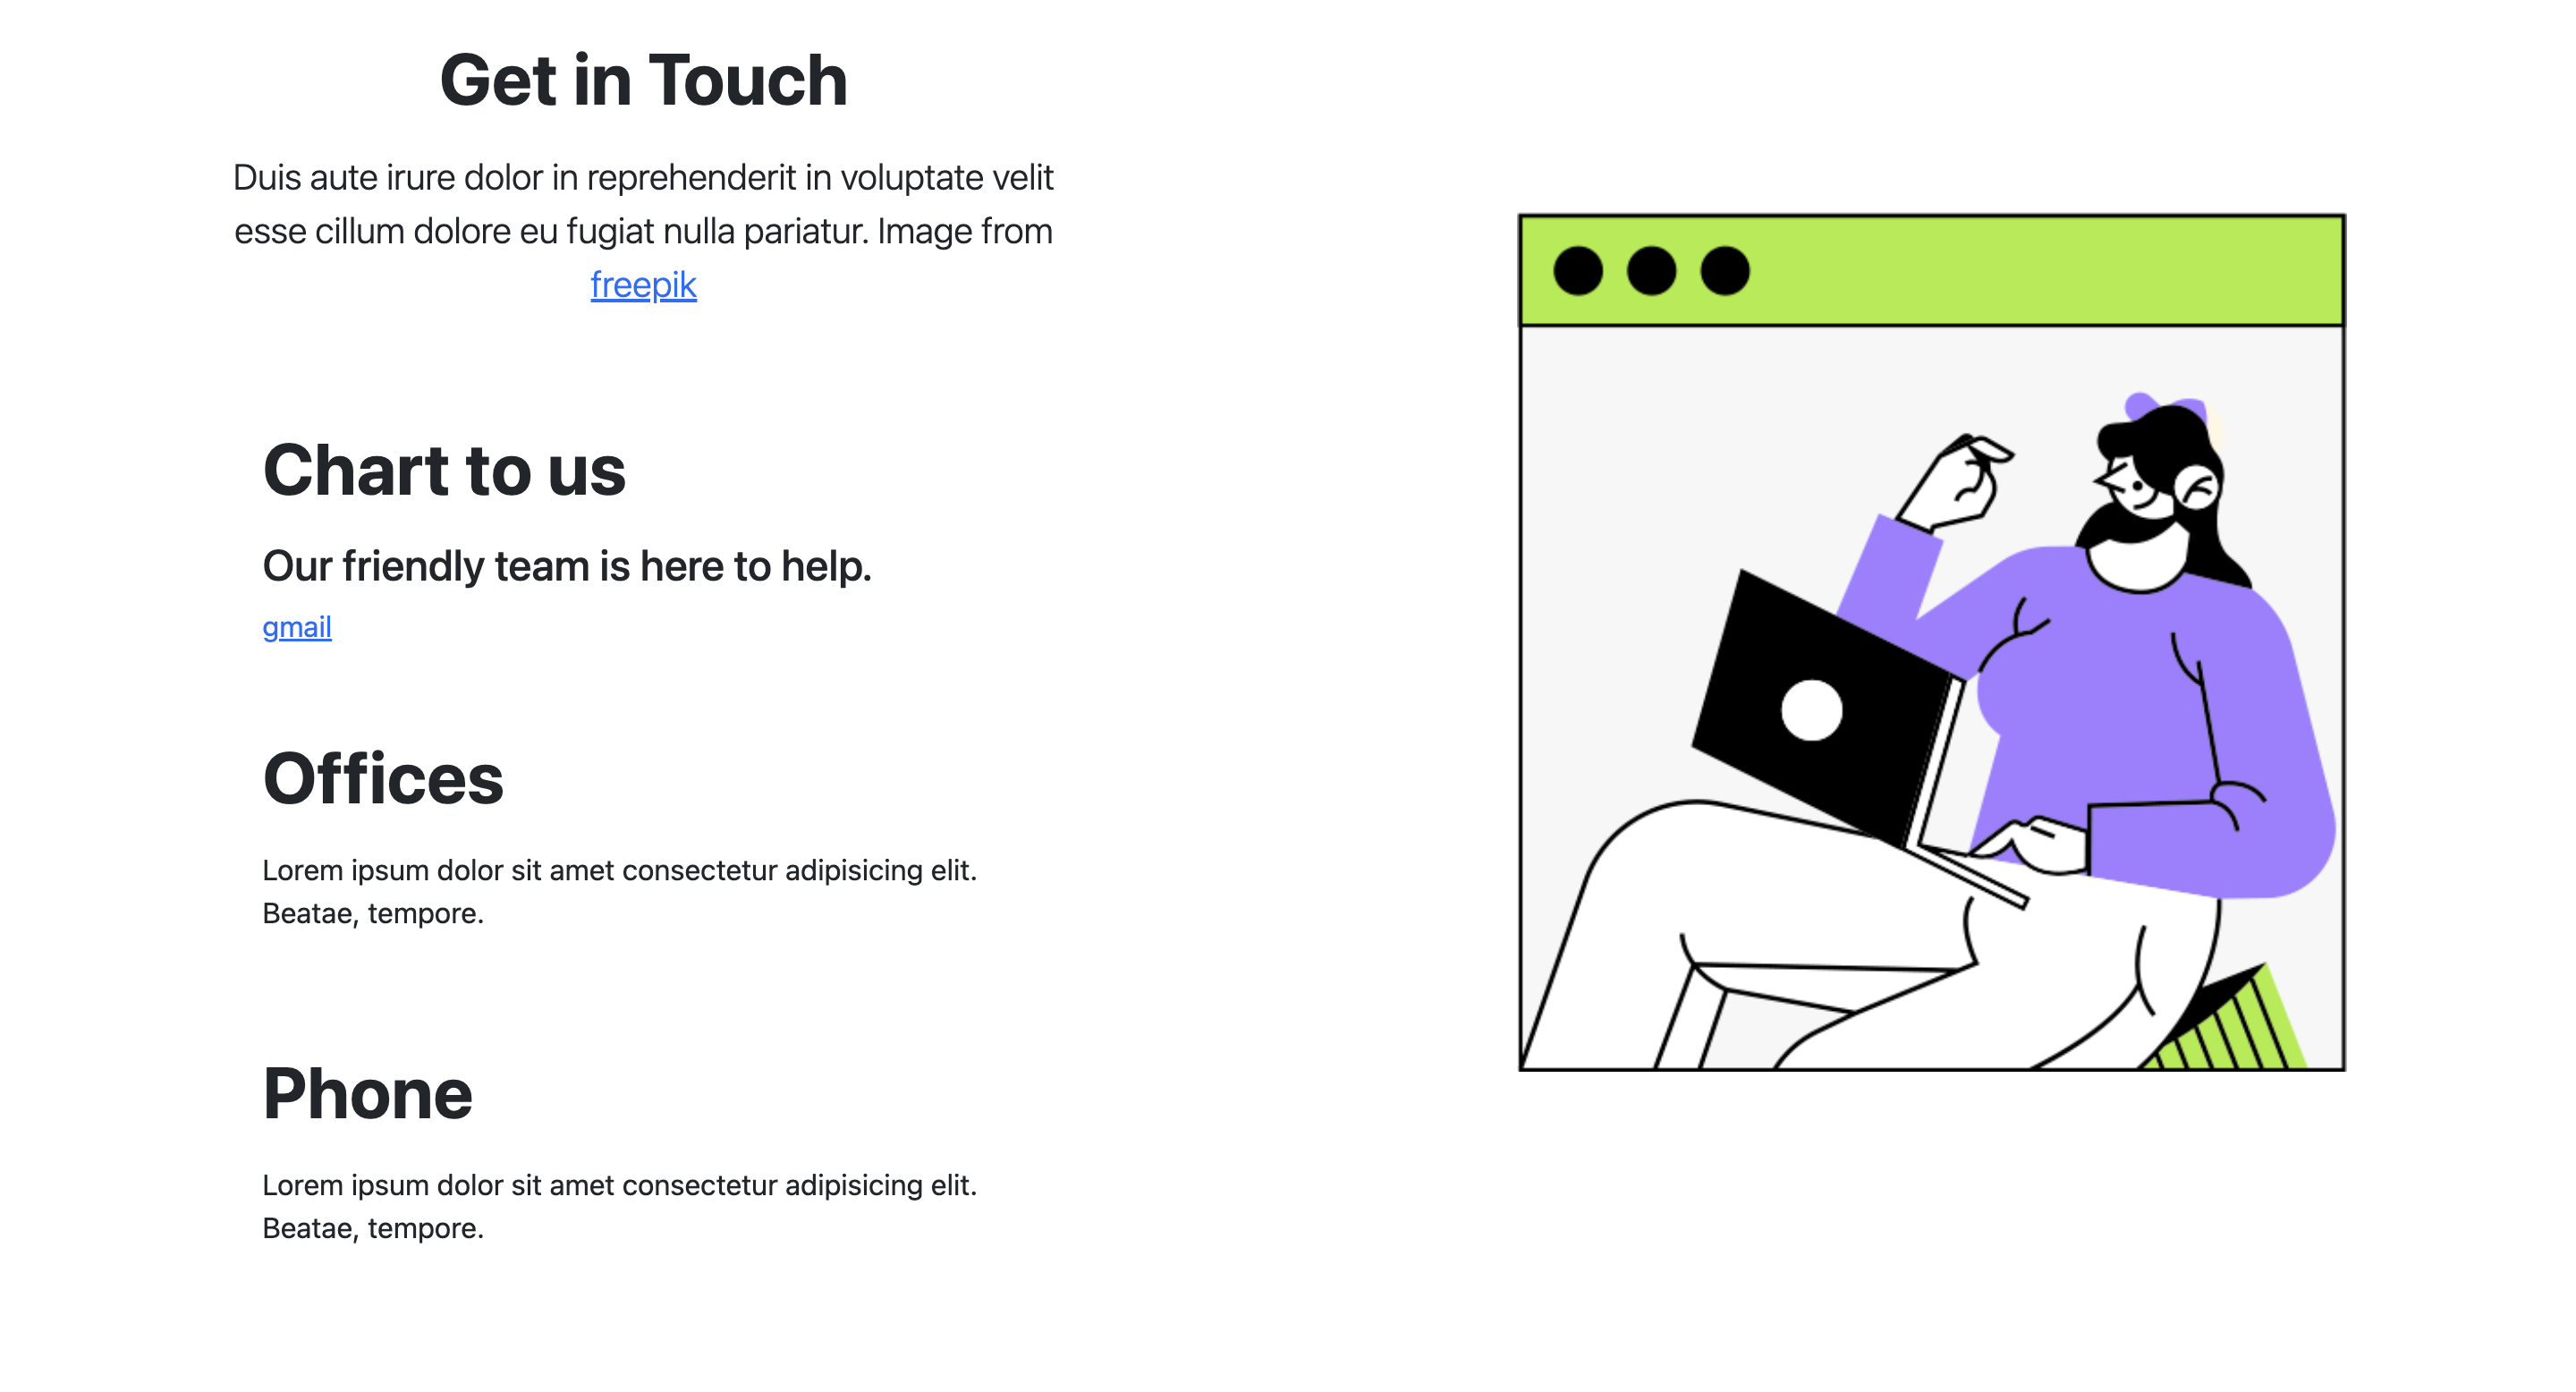 Get in Touch
Duis aute irure dolor in reprehenderit in voluptate velit
esse cillum dolore eu fugiat nulla pariatur. Image from
freepik
Chart to us
Our friendly team is here to help.
gmail
Offices
Lorem ipsum dolor sit amet consectetur adipisicing elit.
Beatae, tempore.
Phone
Lorem ipsum dolor sit amet consectetur adipisicing elit.
Beatae, tempore.